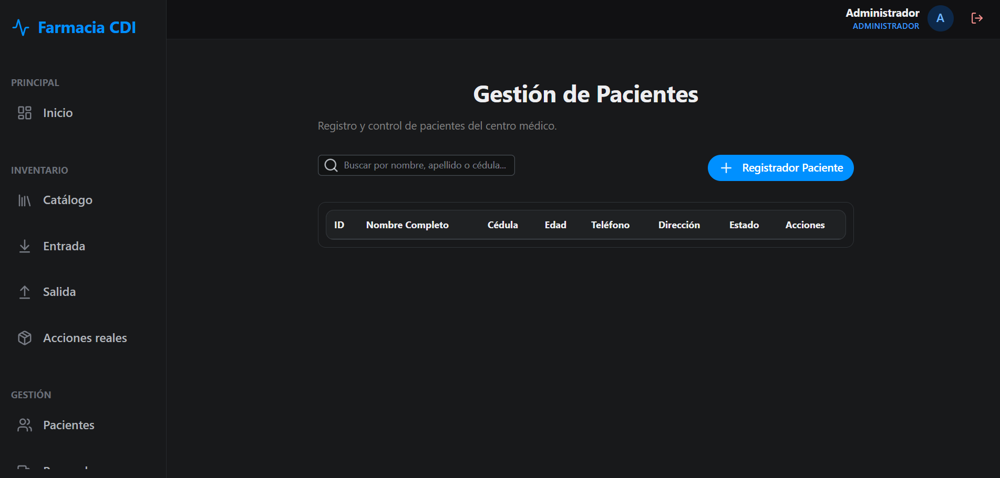 Farmacia CDI
Administrador
ADMINISTRADOR
A
PRINCIPAL
Inicio
INVENTARIO
Catálogo
Entrada
Salida
Acciones reales
GESTIÓN
Pacientes
Gestión de Pacientes
Registro y control de pacientes del centro médico.
Buscar por nombre, apellido o cédula...
Registrador Paciente
ID Nombre Completo Cédula Edad Teléfono Dirección Estado Acciones